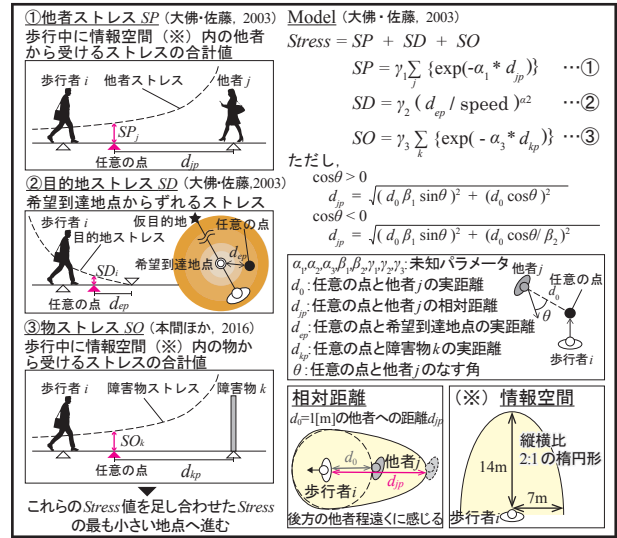 ①他者ストレス SP (大佛・佐藤, 2003)
歩行中に情報空間（※）内の他者
から受けるストレスの合計値
歩行者 i
他者ストレス
他者 j
SPj
任意の点
djp
②目的地ストレス SD (大佛・佐藤,2003)
希望到達地点からずれるストレス
歩行者 i
仮目的地
任意の点
目的地ストレス
希望到達地点
dep
SDi
任意の点
dep
③物ストレス SO (本間ほか, 2016)
歩行中に情報空間（※）内の物か
ら受けるストレスの合計値
歩行者 i
障害物ストレス
障害物 k
SOk
任意の点
dkp
これらのStress値を足し合わせたStress
の最も小さい地点へ進む
Model (大佛・佐藤, 2003)
Stress = SP + SD + SO
SP = γ1∑j {exp(-α1 * djp)} …①
SD = γ2 ( dep / speed )^α2 …②
SO = γ3∑k {exp( - α3* dkp)} …③
ただし,
cosθ > 0
djp = √( d0 β1 sinθ )² + (d0 cosθ )²
cosθ < 0
djp = √( d0 β1 sinθ )² + (d0 cosθ/ β2 )²
α1,α2,α3,β1,β2,γ1,γ2,γ3:未知パラメータ
d0:任意の点と他者jの実距離
djp:任意の点と他者jの相対距離
dep:任意の点と希望到達地点の実距離
dkp:任意の点と障害物kの実距離
θ:任意の点と他者jのなす角
他者j
任意の点
d0
θ
歩行者i
相対距離
d0=1[m]の他者への距離djp
d0
他者j
djp
歩行者i
後方の他者程遠くに感じる
（※）情報空間
縦横比
2:1の楕円形
14m
7m
歩行者i